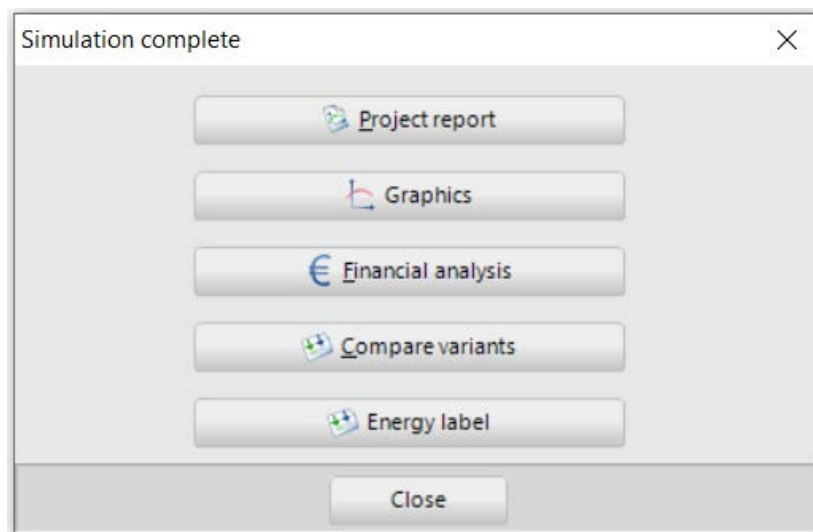 Simulation complete
Project report
Graphics
Financial analysis
Compare variants
Energy label
Close